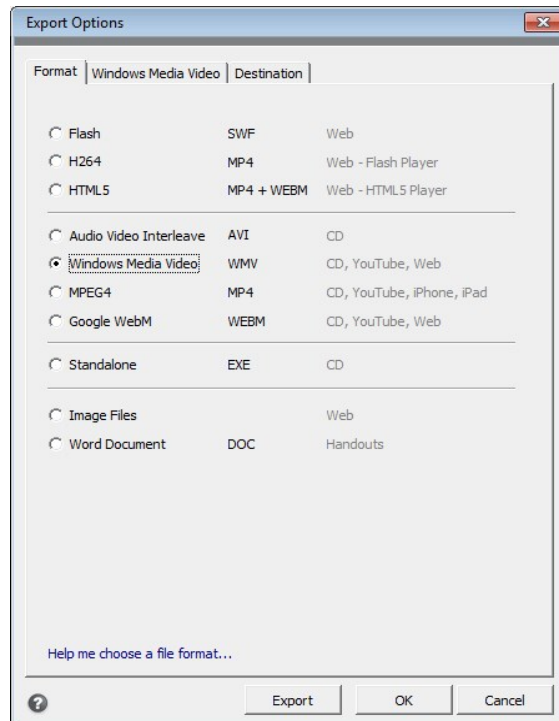 Export Options
Format Windows Media Video Destination
Flash SWF Web
H264 MP4 Web - Flash Player
HTML5 MP4 + WEBM Web - HTML5 Player
Audio Video Interleave AVI CD
Windows Media Video WMV CD, YouTube, Web
MPEG4 MP4 CD, YouTube, iPhone, iPad
Google WebM WEBM CD, YouTube, Web
Standalone EXE CD
Image Files Web
Word Document DOC Handouts
Help me choose a file format...
? Export OK Cancel